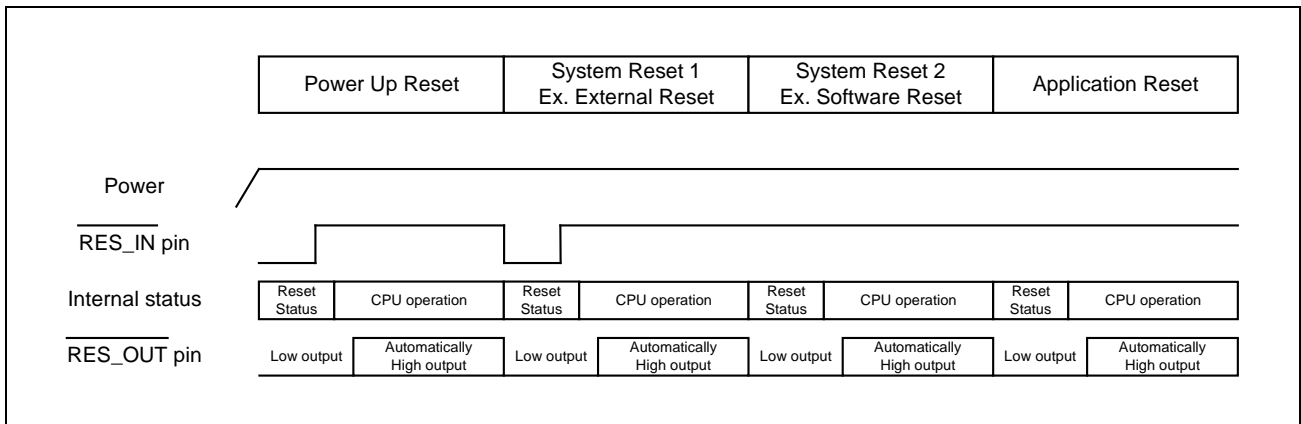 Power Up Reset
System Reset 1
Ex. External Reset
System Reset 2
Ex. Software Reset
Application Reset
Power
RES_IN pin
Internal status
Reset
Status
CPU operation
Reset
Status
CPU operation
Reset
Status
CPU operation
Reset
Status
CPU operation
RES_OUT pin
Low output
Automatically
High output
Low output
Automatically
High output
Low output
Automatically
High output
Low output
Automatically
High output